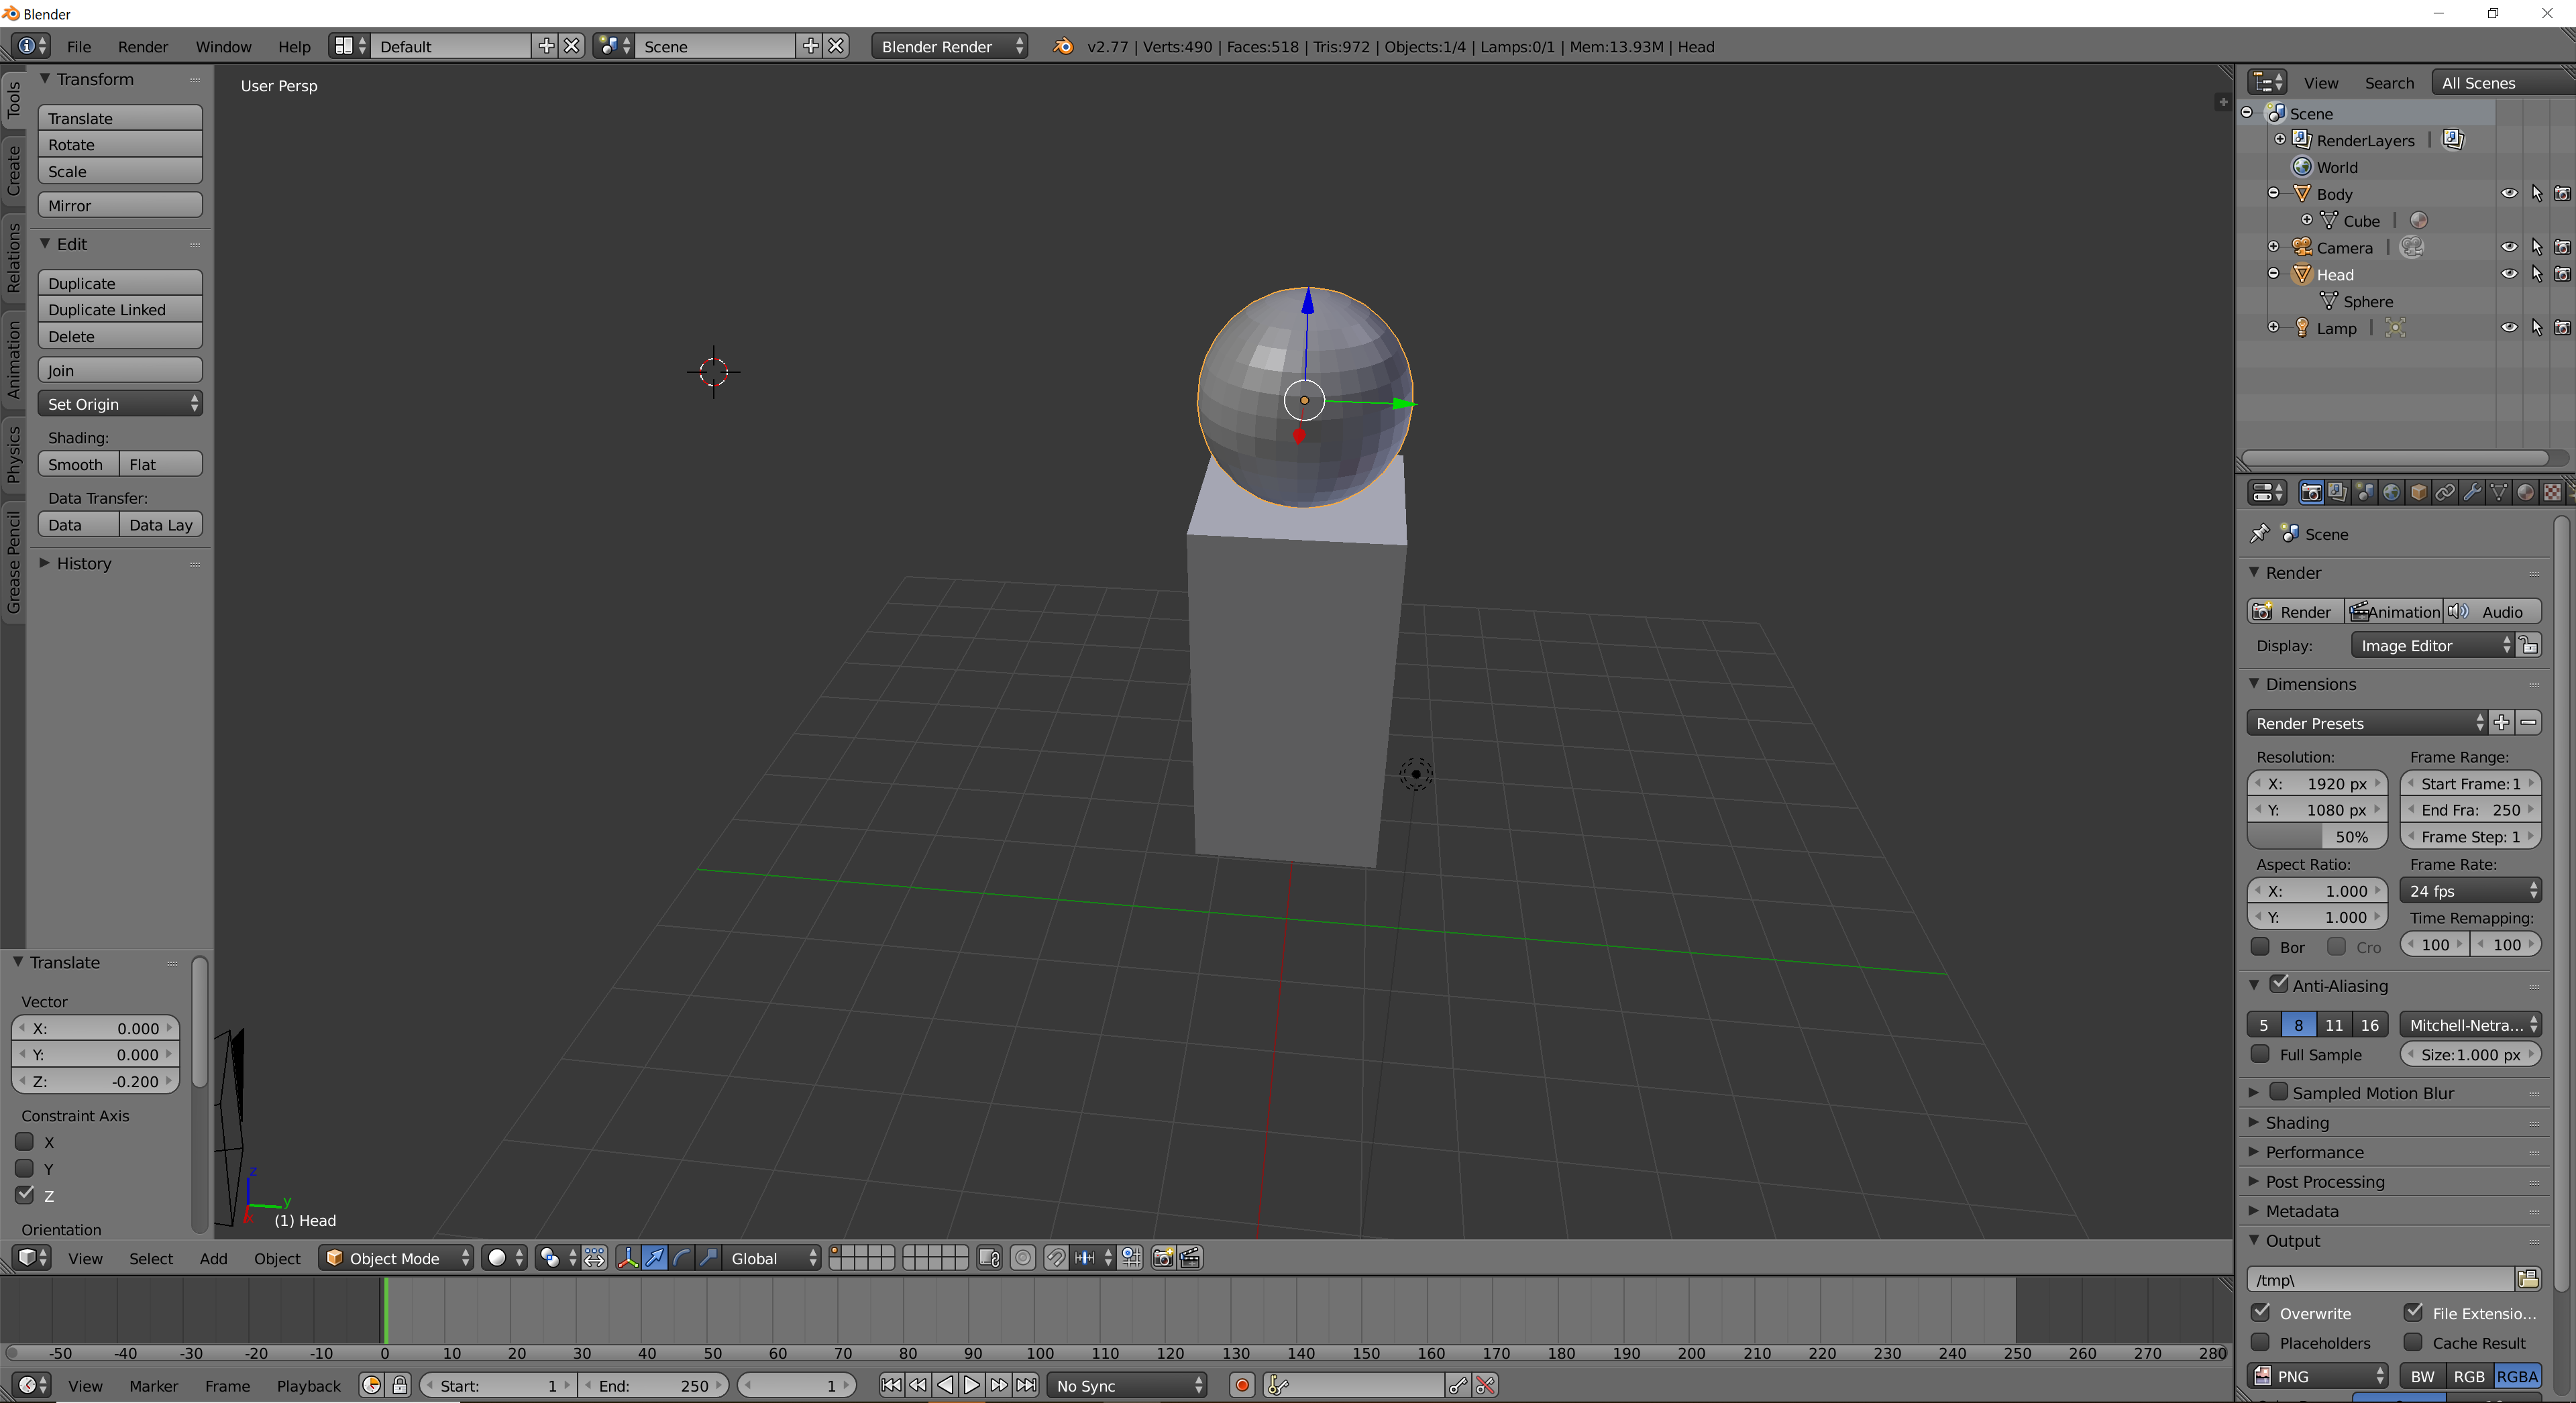 Blender
File Render Window Help Default Scene Blender Render v2.77 | Verts:490 | Faces:518 | Tris:972 | Objects:1/4 | Lamps:0/1 | Mem:13.93M | Head
Tools
Create
Relations
Animation
Physics
Grease Pencil
Transform
Translate
Rotate
Scale
Mirror
Edit
Duplicate
Duplicate Linked
Delete
Join
Set Origin
Shading:
Smooth Flat
Data Transfer:
Data Data Lay
History
Translate
Vector
X: 0.000
Y: 0.000
Z: -0.200
Constraint Axis
X
Y
Z
Orientation
User Persp
z
y
(1) Head
View Select Add Object Object Mode Global
-50 -40 -30 -20 -10 0 10 20 30 40 50 60 70 80 90 100 110 120 130 140 150 160 170 180 190 200 210 220 230 240 250 260 270 280
View Marker Frame Playback Start: 1 End: 250 1 No Sync
View Search All Scenes
Scene
RenderLayers |
World
Body
Cube |
Camera |
Head
Sphere
Lamp |
Scene
Render
Render Animation Audio
Display: Image Editor
Dimensions
Render Presets
Resolution: Frame Range:
X: 1920 px Start Frame: 1
Y: 1080 px End Fra: 250
50% Frame Step: 1
Aspect Ratio: Frame Rate:
X: 1.000 24 fps
Y: 1.000 Time Remapping:
Bor Cro 100 100
Anti-Aliasing
5 8 11 16 Mitchell-Netra...
Full Sample Size: 1.000 px
Sampled Motion Blur
Shading
Performance
Post Processing
Metadata
Output
/tmp\
Overwrite File Extensio...
Placeholders Cache Result
PNG BW RGB RGBA